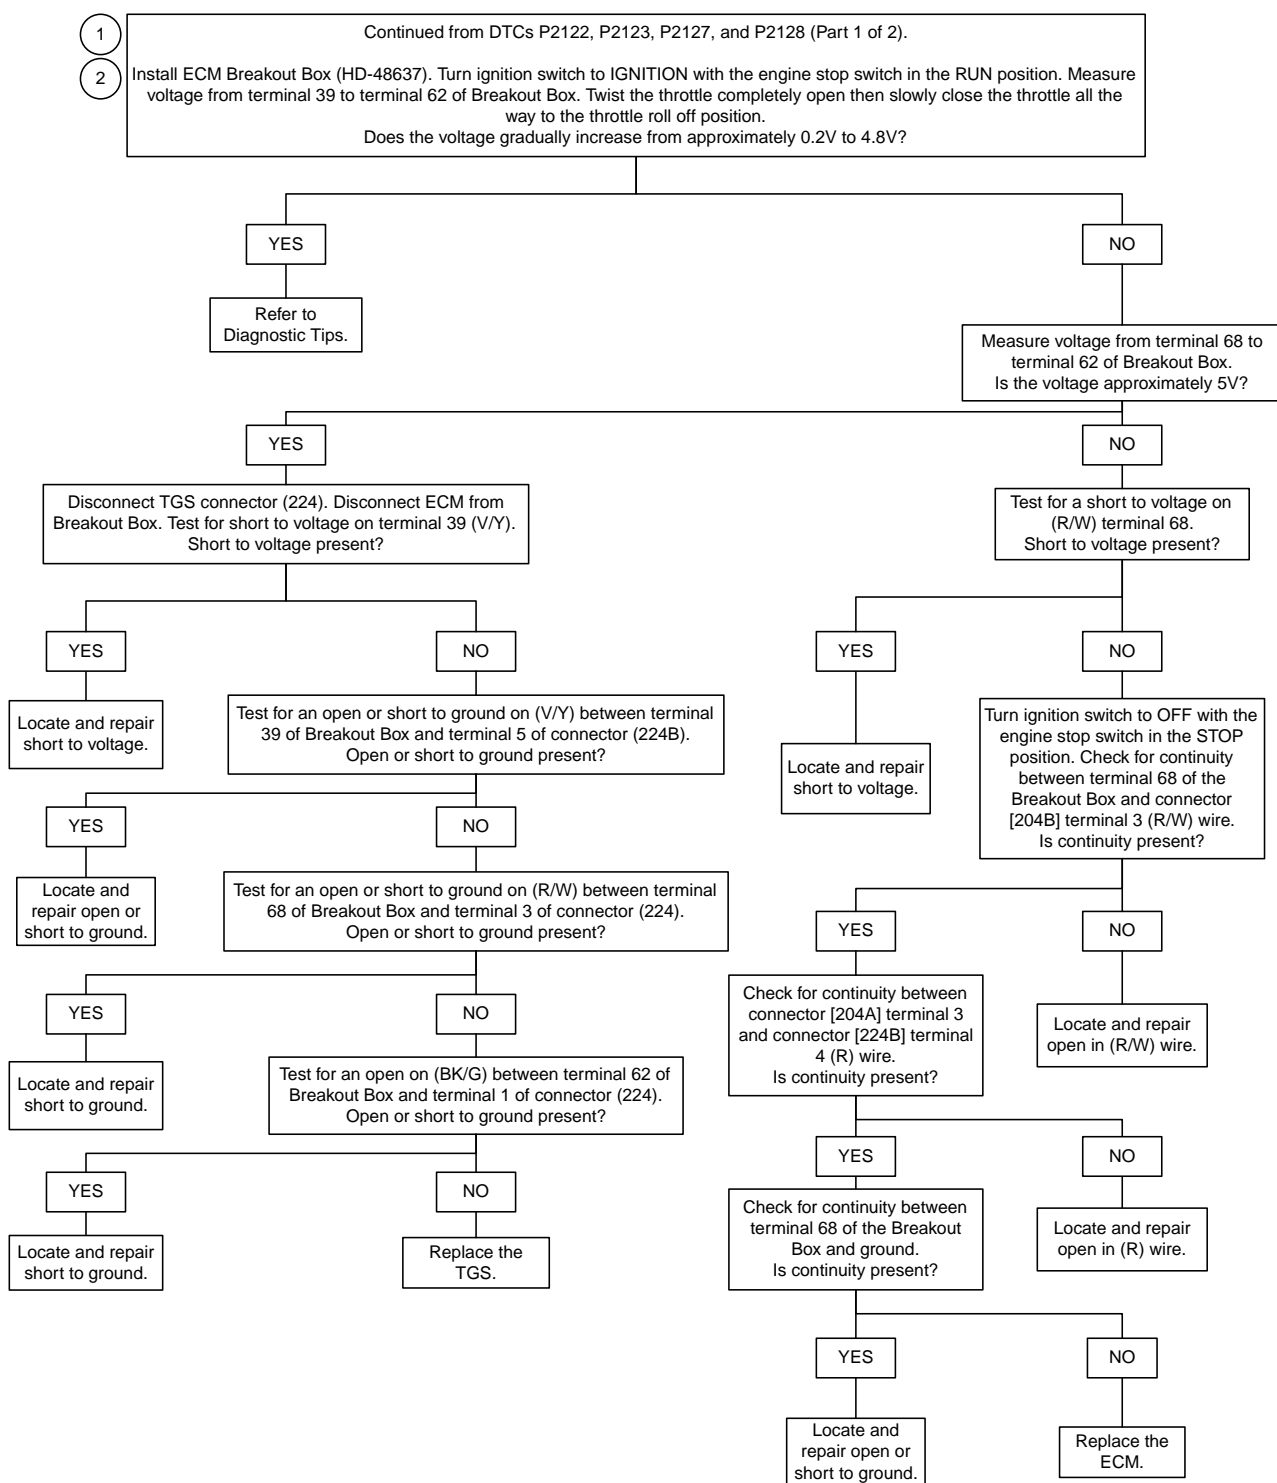 1
Continued from DTCs P2122, P2123, P2127, and P2128 (Part 1 of 2).
2
Install ECM Breakout Box (HD-48637). Turn ignition switch to IGNITION with the engine stop switch in the RUN position. Measure
voltage from terminal 39 to terminal 62 of Breakout Box. Twist the throttle completely open then slowly close the throttle all the
way to the throttle roll off position.
Does the voltage gradually increase from approximately 0.2V to 4.8V?
YES
NO
Refer to
Diagnostic Tips.
Measure voltage from terminal 68 to
terminal 62 of Breakout Box.
Is the voltage approximately 5V?
YES
NO
Disconnect TGS connector (224). Disconnect ECM from
Breakout Box. Test for short to voltage on terminal 39 (V/Y).
Short to voltage present?
Test for a short to voltage on
(R/W) terminal 68.
Short to voltage present?
YES
NO
YES
NO
Locate and repair
short to voltage.
Test for an open or short to ground on (V/Y) between terminal
39 of Breakout Box and terminal 5 of connector (224B).
Open or short to ground present?
Locate and repair
short to voltage.
Turn ignition switch to OFF with the
engine stop switch in the STOP
position. Check for continuity
between terminal 68 of the
Breakout Box and connector
[204B] terminal 3 (R/W) wire.
Is continuity present?
YES
NO
Locate and
repair open or
short to ground.
Test for an open or short to ground on (R/W) between terminal
68 of Breakout Box and terminal 3 of connector (224).
Open or short to ground present?
YES
NO
Check for continuity between
connector [204A] terminal 3
and connector [224B] terminal
4 (R) wire.
Is continuity present?
Locate and repair
open in (R/W) wire.
YES
NO
Locate and repair
short to ground.
Test for an open on (BK/G) between terminal 62 of
Breakout Box and terminal 1 of connector (224).
Open or short to ground present?
YES
NO
Check for continuity between
terminal 68 of the Breakout
Box and ground.
Is continuity present?
Locate and repair
open in (R) wire.
YES
NO
Locate and repair
short to ground.
Replace the
TGS.
YES
NO
Locate and
repair open or
short to ground.
Replace the
ECM.